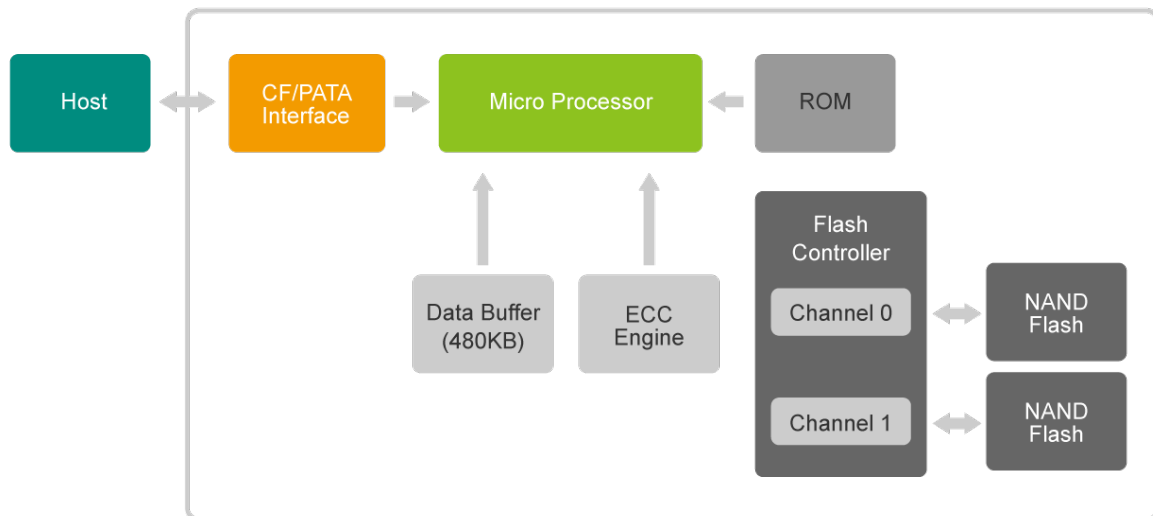 Host
CF/PATA
Interface
Micro Processor
ROM
Flash
Controller
Data Buffer
(480KB)
ECC
Engine
Channel 0
NAND
Flash
Channel 1
NAND
Flash